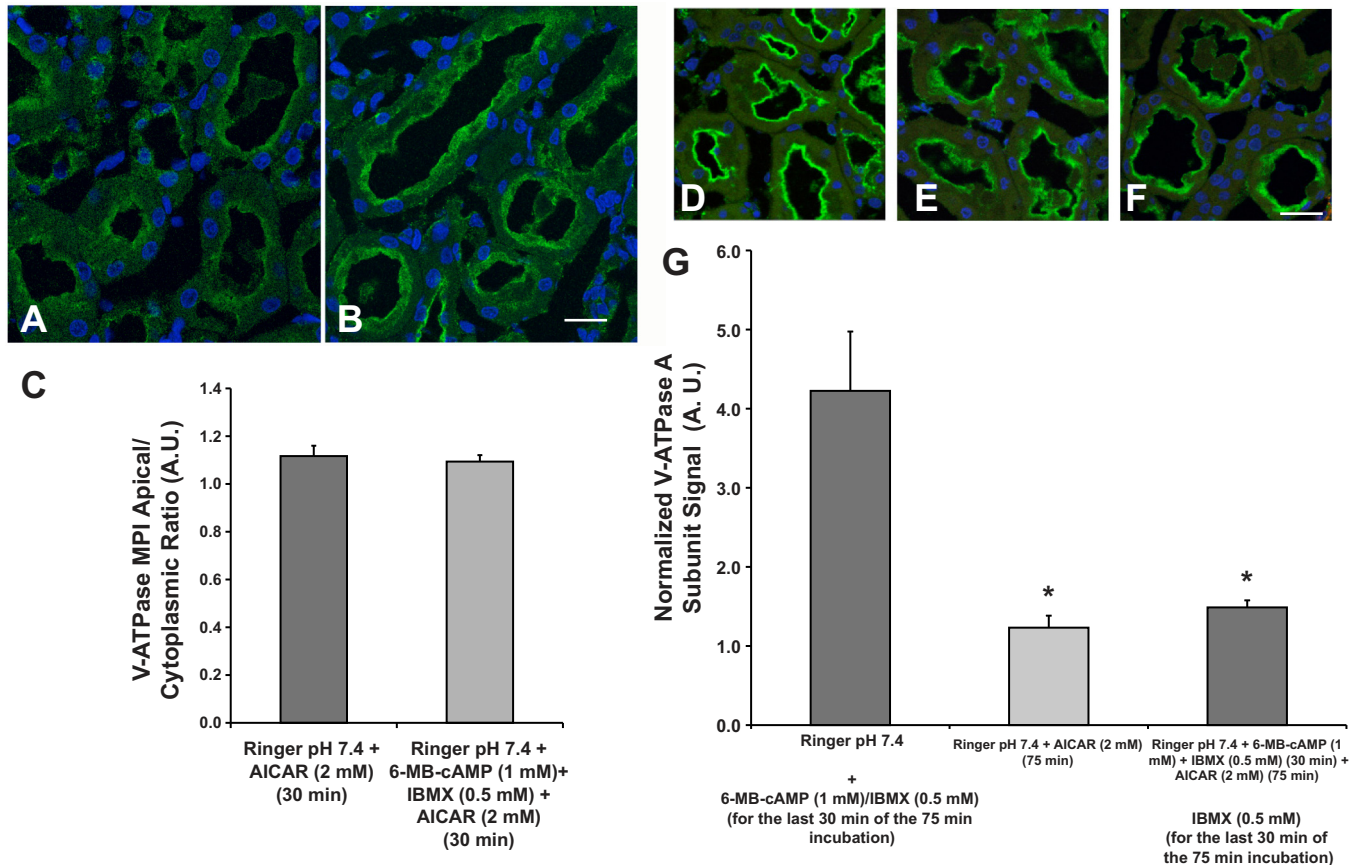 A
B
C
1.4
1.2
1.0
0.8
0.6
0.4
0.2
0.0
V-ATPase MPI Apical/
Cytoplasmic Ratio (A.U.)
Ringer pH 7.4 +
AICAR (2 mM)
(30 min)
Ringer pH 7.4 +
6-MB-cAMP (1 mM)+
IBMX (0.5 mM) +
AICAR (2 mM)
(30 min)
D
E
F
G
6.0
5.0
4.0
3.0
2.0
1.0
0.0
Normalized V-ATPase A
Subunit Signal (A. U.)
*
*
Ringer pH 7.4
+
6-MB-cAMP (1 mM)/IBMX (0.5 mM)
(for the last 30 min of the 75 min
incubation)
Ringer pH 7.4 + AICAR (2 mM)
(75 min)
Ringer pH 7.4 + 6-MB-cAMP (1
mM) + IBMX (0.5 mM) (30 min) +
AICAR (2 mM) (75 min)
IBMX (0.5 mM)
(for the last 30 min of
the 75 min incubation)